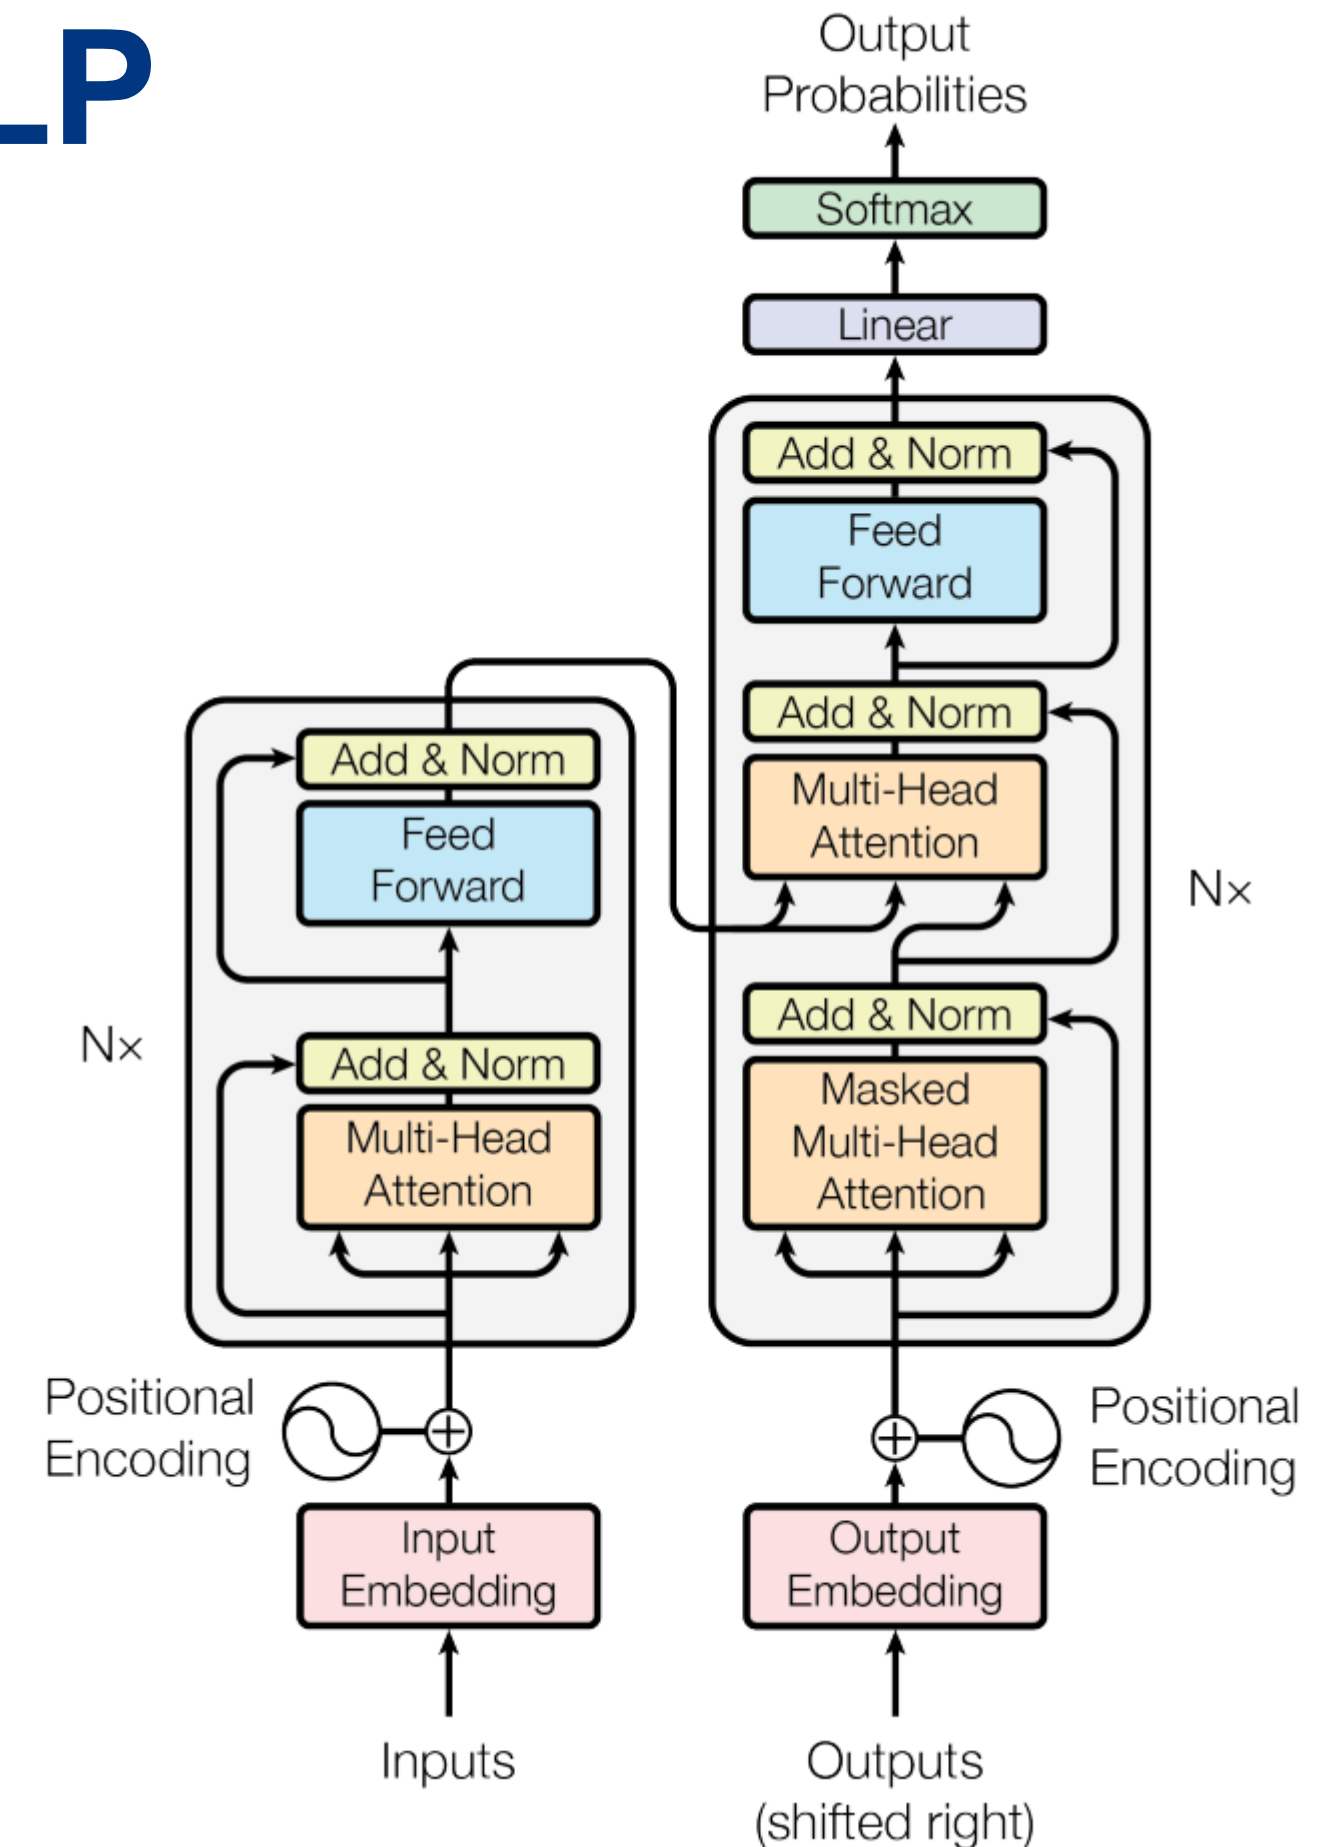 LP
Output
Probabilities
Softmax
Linear
Add & Norm
Feed
Forward
Add & Norm
Multi-Head
Attention
Nx
Add & Norm
Masked
Multi-Head
Attention
Add & Norm
Feed
Forward
Nx
Add & Norm
Multi-Head
Attention
Positional
Encoding
Positional
Encoding
Input
Embedding
Output
Embedding
Inputs
Outputs
(shifted right)